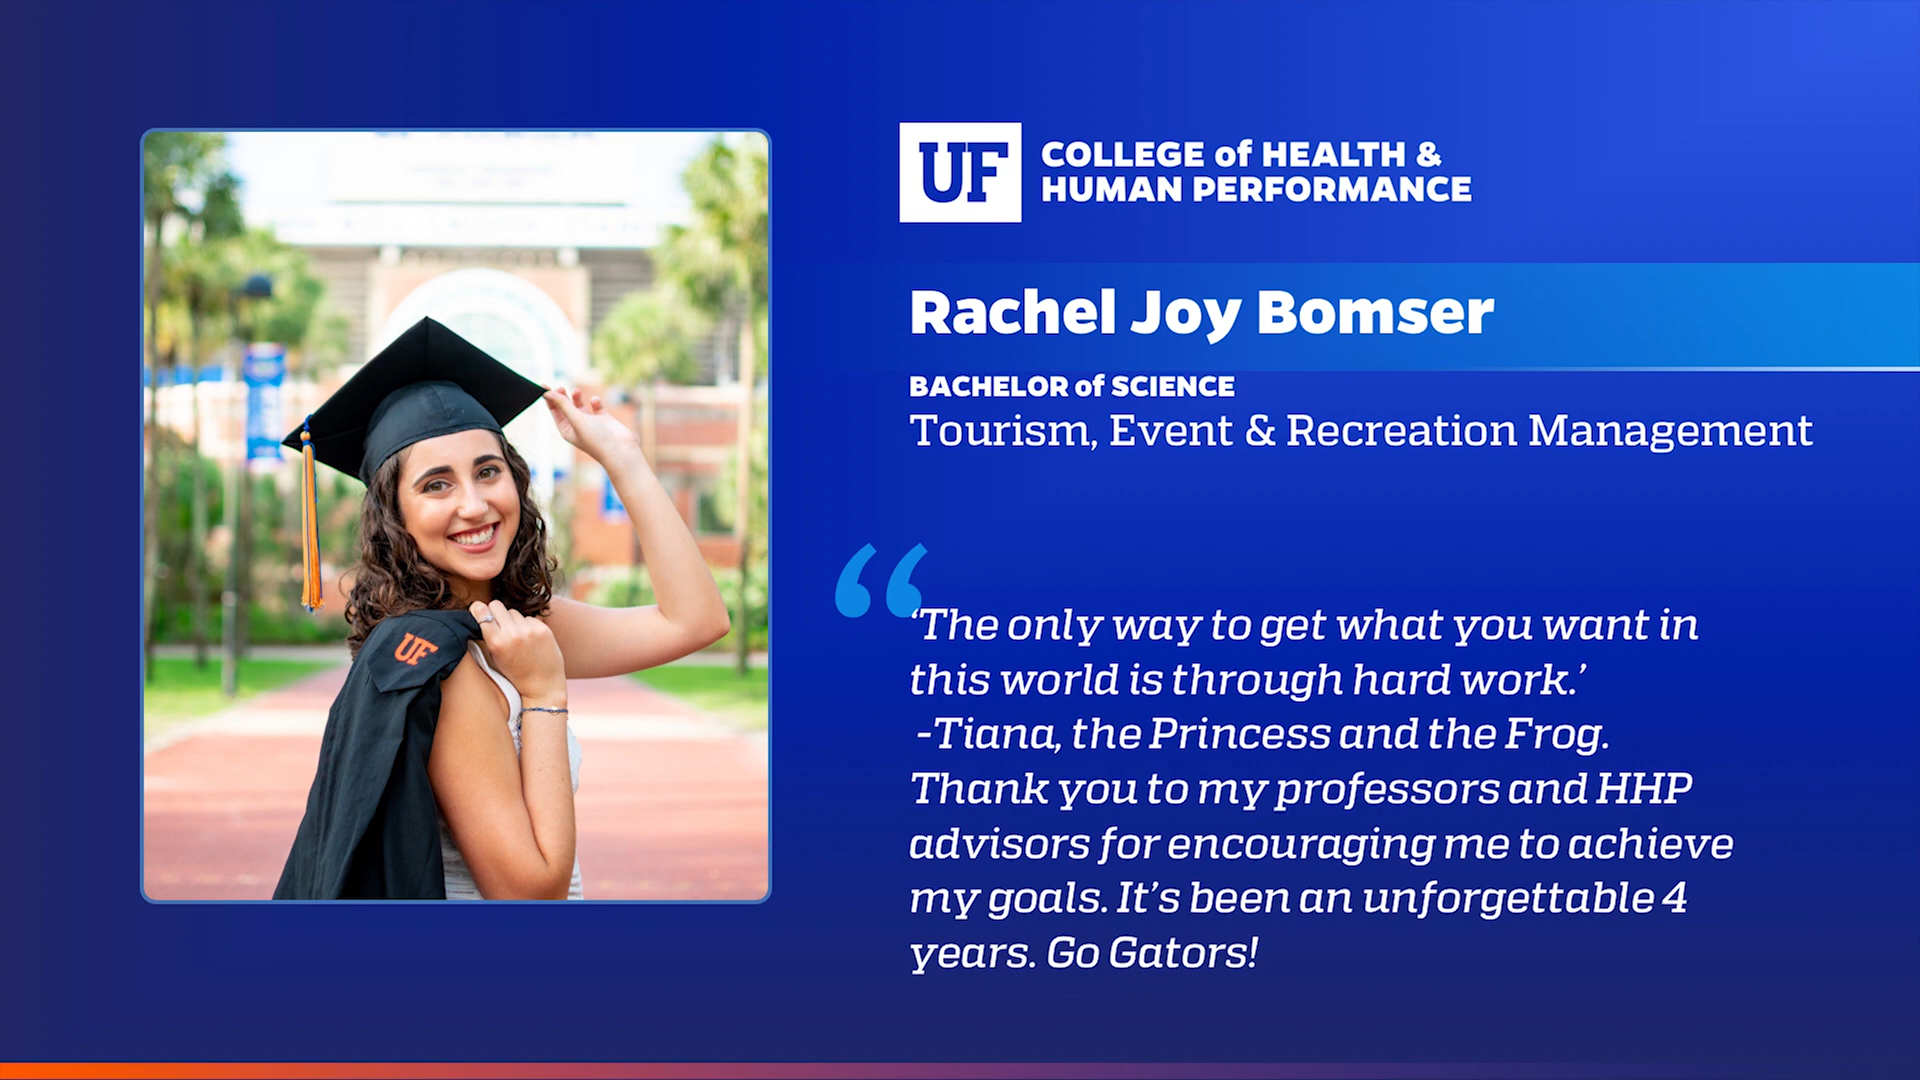 UF
COLLEGE of HEALTH &
HUMAN PERFORMANCE
Rachel Joy Bomser
BACHELOR of SCIENCE
Tourism, Event & Recreation Management
“
‘The only way to get what you want in
this world is through hard work.’
-Tiana, the Princess and the Frog.
Thank you to my professors and HHP
advisors for encouraging me to achieve
my goals. It’s been an unforgettable 4
years. Go Gators!
UF